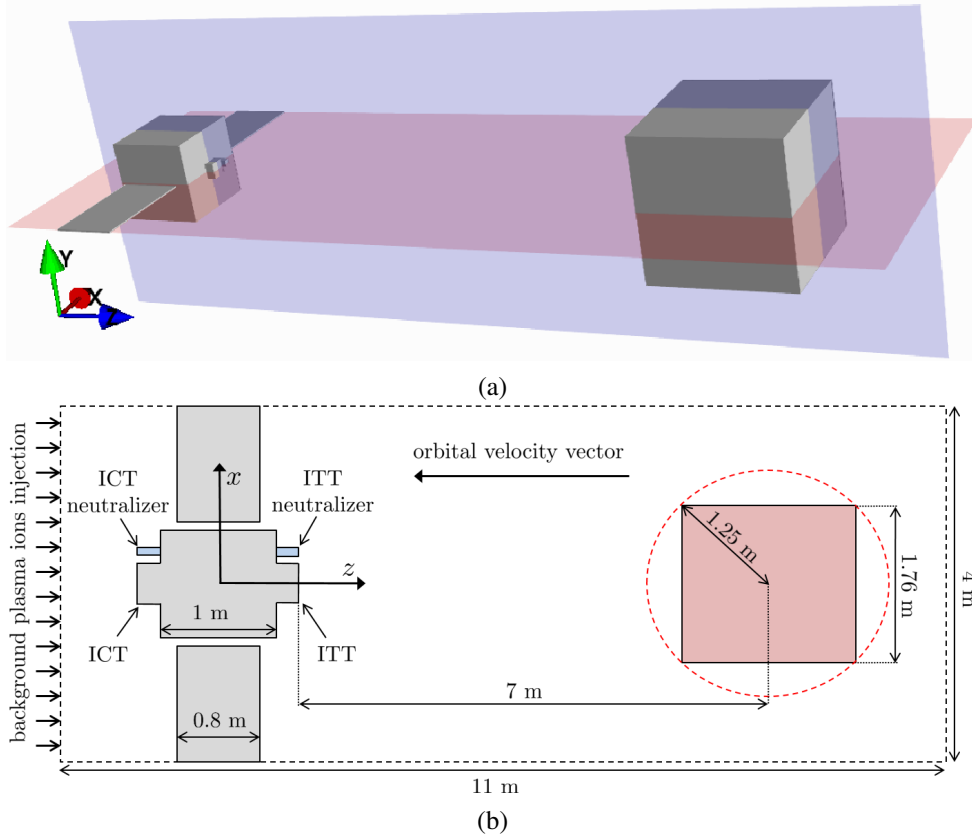 Y
X
Z
(a)
background plasma ions injection
orbital velocity vector
ICT
neutralizer
x
ITT
neutralizer
1.25 m
1.76 m
4 m
z
1 m
ICT
ITT
7 m
0.8 m
11 m
(b)